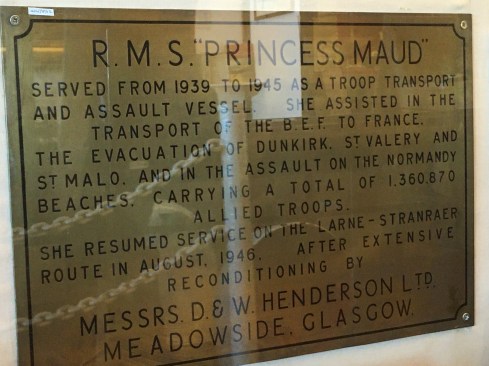 R.M.S. "PRINCESS MAUD"
SERVED FROM 1939 TO 1945 AS A TROOP TRANSPORT
AND ASSAULT VESSEL. SHE ASSISTED IN THE
TRANSPORT OF THE B.E.F. TO FRANCE.
THE EVACUATION OF DUNKIRK, ST VALERY AND
ST MALO, AND IN THE ASSAULT ON THE NORMANDY
BEACHES, CARRYING A TOTAL OF 1,360,870
ALLIED TROOPS.
SHE RESUMED SERVICE ON THE LARNE-STRANRAER
ROUTE IN AUGUST, 1946, AFTER EXTENSIVE
RECONDITIONING BY
MESSRS. D. & W. HENDERSON LTD.
MEADOWSIDE, GLASGOW.